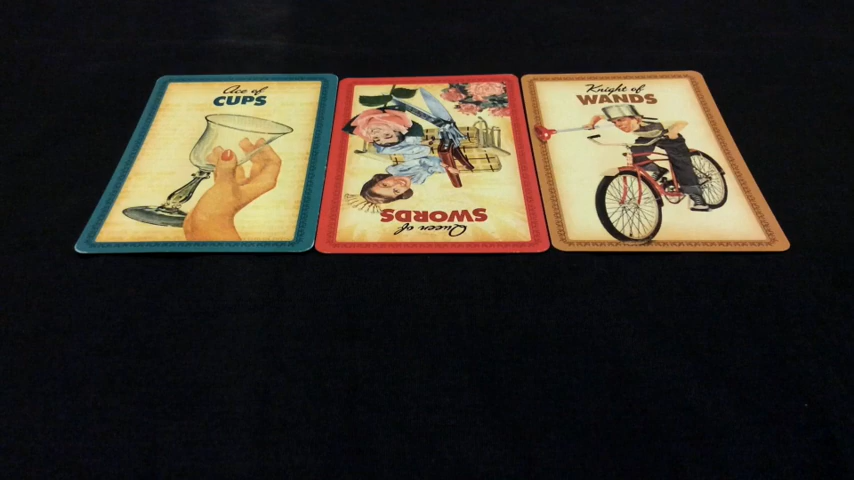 Ace of
CUPS
Queen of
SWORDS
Knight of
WANDS